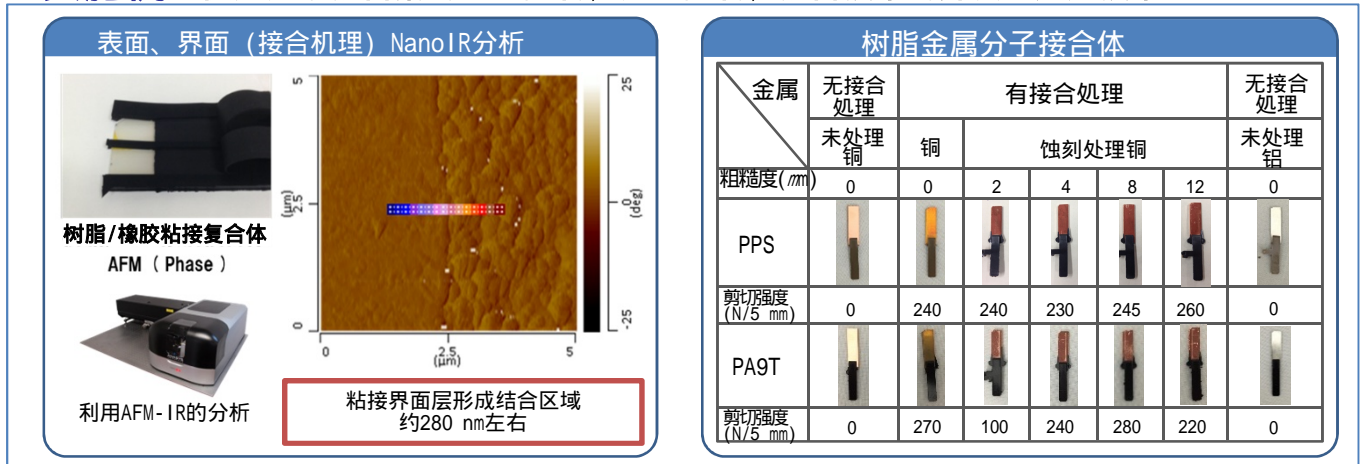 表面、界面 (接合机理) NanoIR分析
树脂/橡胶粘接复合体
AFM ( Phase )
利用AFM-IR的分析
5
(μm)
2.5
0
0
2.5
(μm)
5
25
0
(deg)
-25
粘接界面层形成结合区域
约280 nm左右
树脂金属分子接合体
金属 无接合处理 有接合处理 无接合处理
未处理铜 铜 蚀刻处理铜 未处理铝
粗糙度(㎛) 0 0 2 4 8 12 0
PPS
剪切强度(N/5 mm) 0 240 240 230 245 260 0
PA9T
剪切强度(N/5 mm) 0 270 100 240 280 220 0